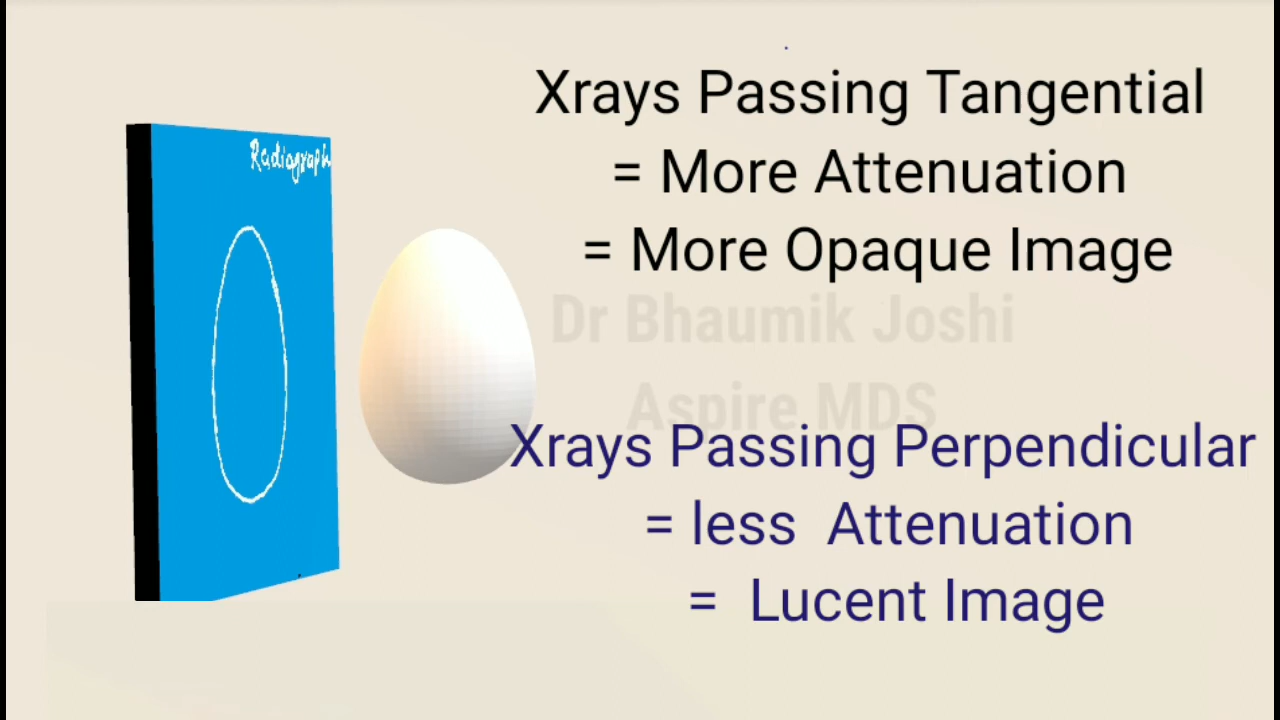 Xrays Passing Tangential
= More Attenuation
= More Opaque Image
Radiograph
Dr Bhaumik Joshi
Aspire MDS
Xrays Passing Perpendicular
= less Attenuation
= Lucent Image